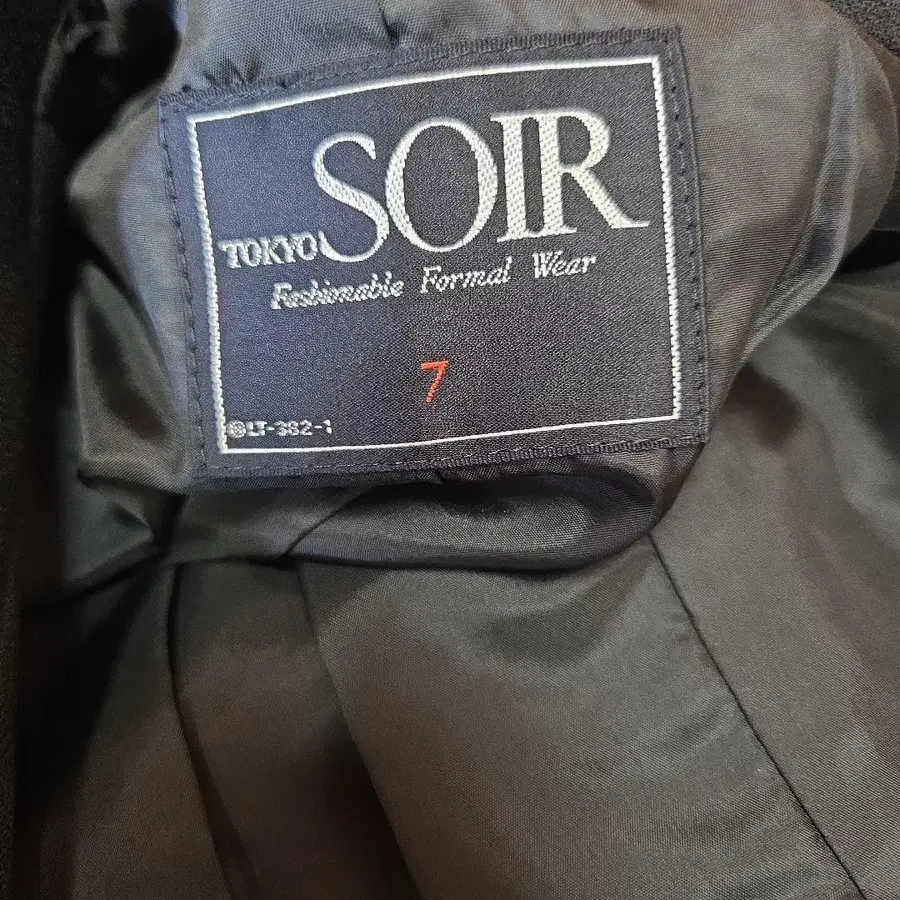 TOKYO SOIR
Fashionable Formal Wear
7
LT-382-1